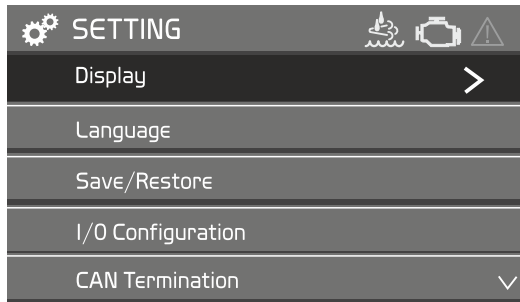 SETTING
Display
Language
Save/Restore
I/O Configuration
CAN Termination